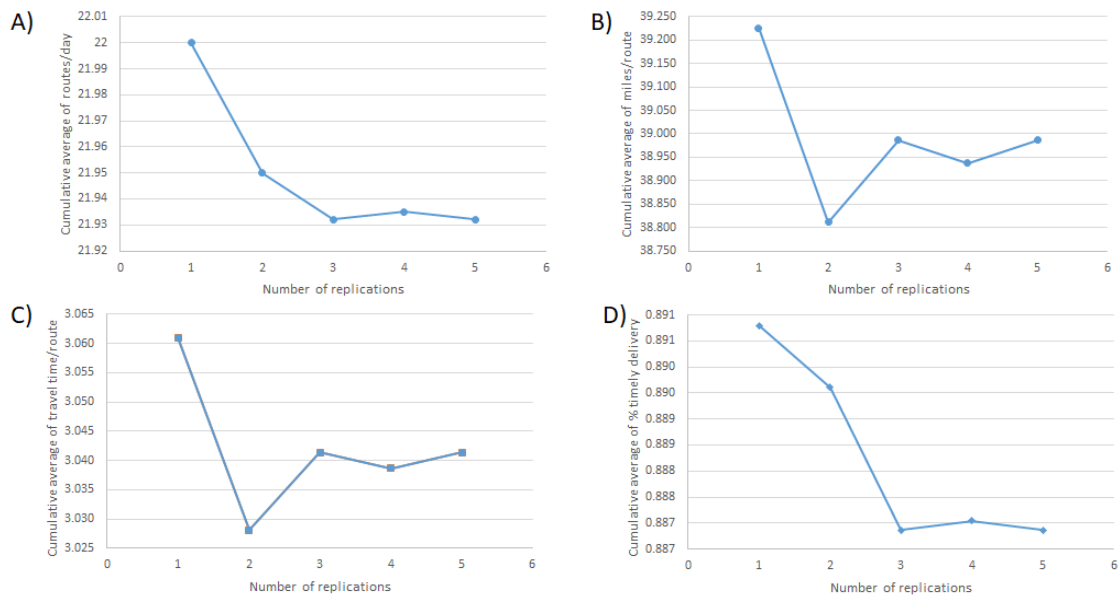 A)
Cumulative average of routes/day
22.01
22
21.99
21.98
21.97
21.96
21.95
21.94
21.93
21.92
0 1 2 3 4 5 6
Number of replications
B)
Cumulative average of miles/route
39.250
39.200
39.150
39.100
39.050
39.000
38.950
38.900
38.850
38.800
38.750
0 1 2 3 4 5 6
Number of replications
C)
Cumulative average of travel time/route
3.065
3.060
3.055
3.050
3.045
3.040
3.035
3.030
3.025
0 1 2 3 4 5 6
Number of replications
D)
Cumulative average of % timely delivery
0.891
0.890
0.890
0.889
0.889
0.888
0.888
0.887
0.887
0 1 2 3 4 5 6
Number of replications